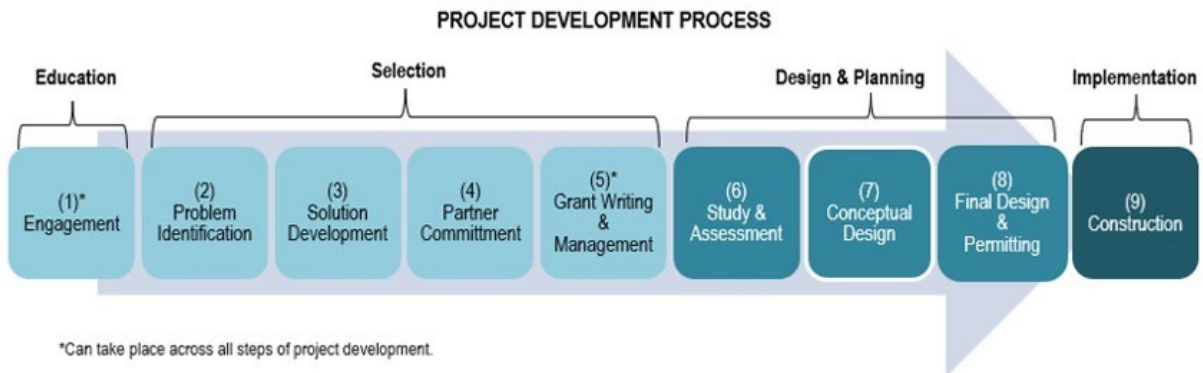 PROJECT DEVELOPMENT PROCESS
Education
Selection
Design & Planning
Implementation
(1)*
Engagement
(2)
Problem
Identification
(3)
Solution
Development
(4)
Partner
Committment
(5)*
Grant Writing
&
Management
(6)
Study &
Assessment
(7)
Conceptual
Design
(8)
Final Design
&
Permitting
(9)
Construction
*Can take place across all steps of project development.